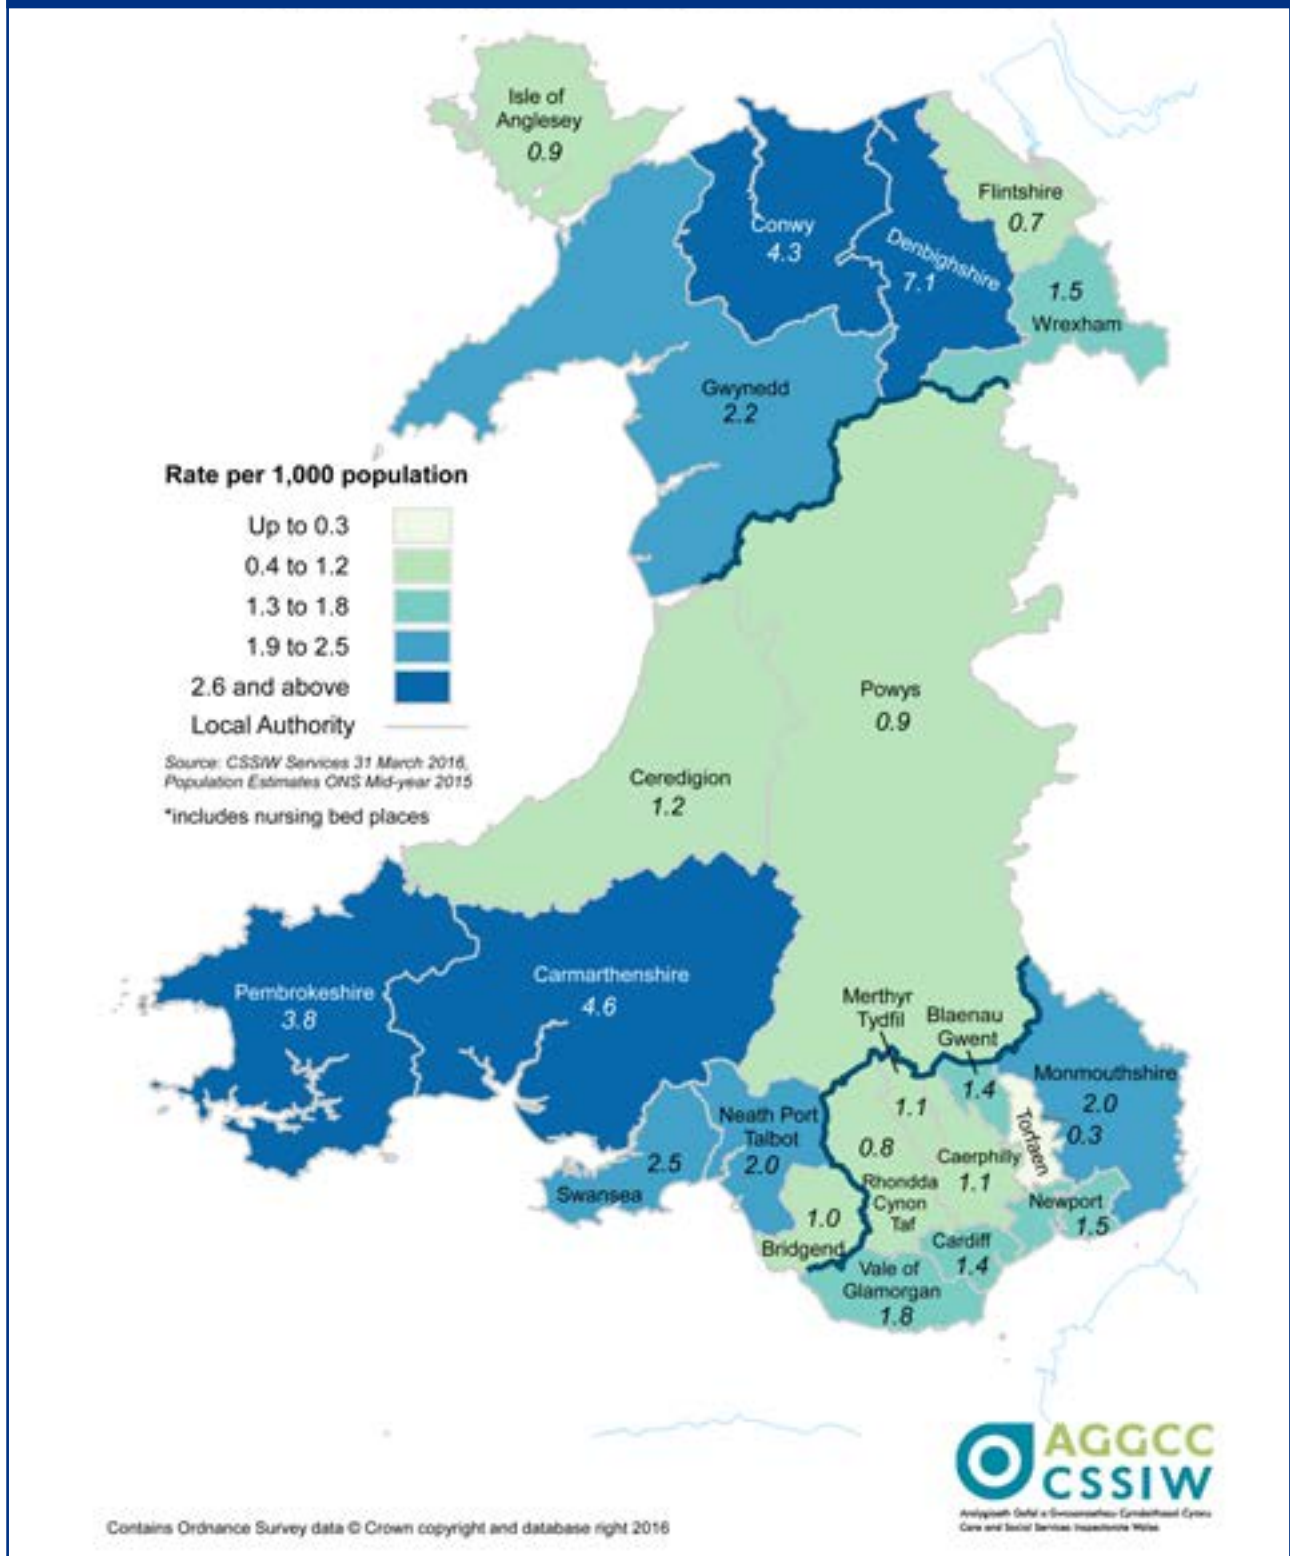 Isle of
Anglesey
0.9
Flintshire
0.7
Conwy
4.3
Denbighshire
7.1
1.5
Wrexham
Gwynedd
2.2
Rate per 1,000 population
Up to 0.3
0.4 to 1.2
1.3 to 1.8
1.9 to 2.5
2.6 and above
Local Authority
Source: CSSIW Services 31 March 2016,
Population Estimates ONS Mid-year 2015
*includes nursing bed places
Powys
0.9
Ceredigion
1.2
Pembrokeshire
3.8
Carmarthenshire
4.6
Merthyr
Tydfil
Blaenau
Gwent
Monmouthshire
2.0
0.3
Torfaen
1.4
1.1
Neath Port
Talbot
2.0
2.5
Swansea
0.8
Rhondda
Cynon
Taf
Caerphilly
1.1
Newport
1.5
1.0
Bridgend
Cardiff
1.4
Vale of
Glamorgan
1.8
AGGCC
CSSIW
Arolygiaeth Gofal a Gwasanaethau Cymdeithasol Cymru
Care and Social Services Inspectorate Wales
Contains Ordnance Survey data © Crown copyright and database right 2016